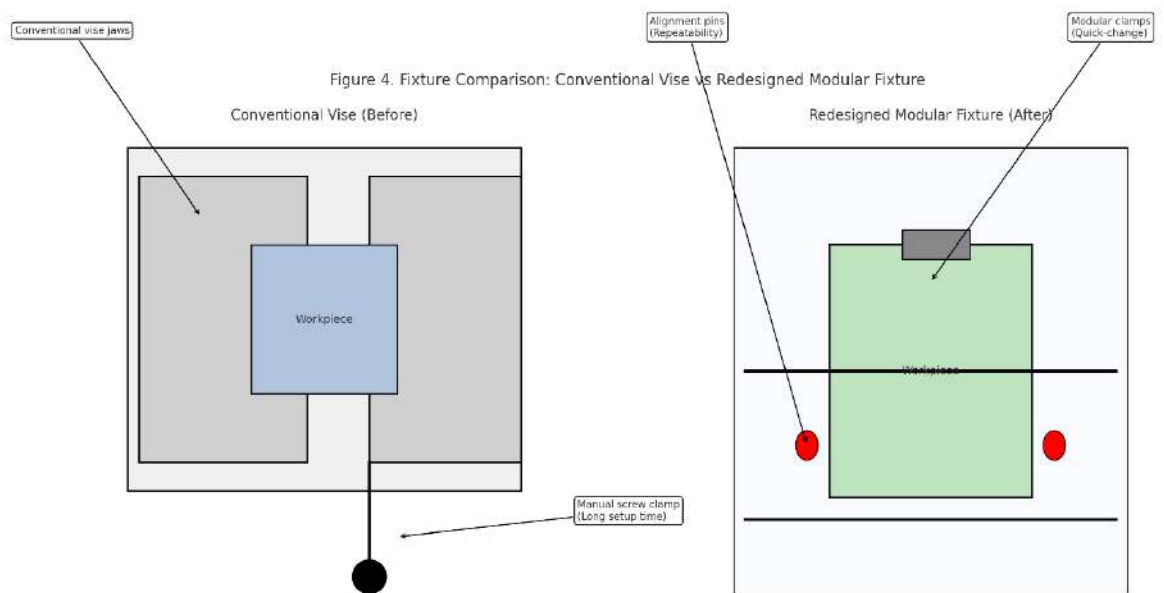 Conventional vise jaws
Alignment pins
(Repeatability)
Modular clamps
(Quick-change)
Figure 4. Fixture Comparison: Conventional Vise vs Redesigned Modular Fixture
Conventional Vise (Before)
Redesigned Modular Fixture (After)
Workpiece
Workpiece
Manual screw clamp
(Long setup time)